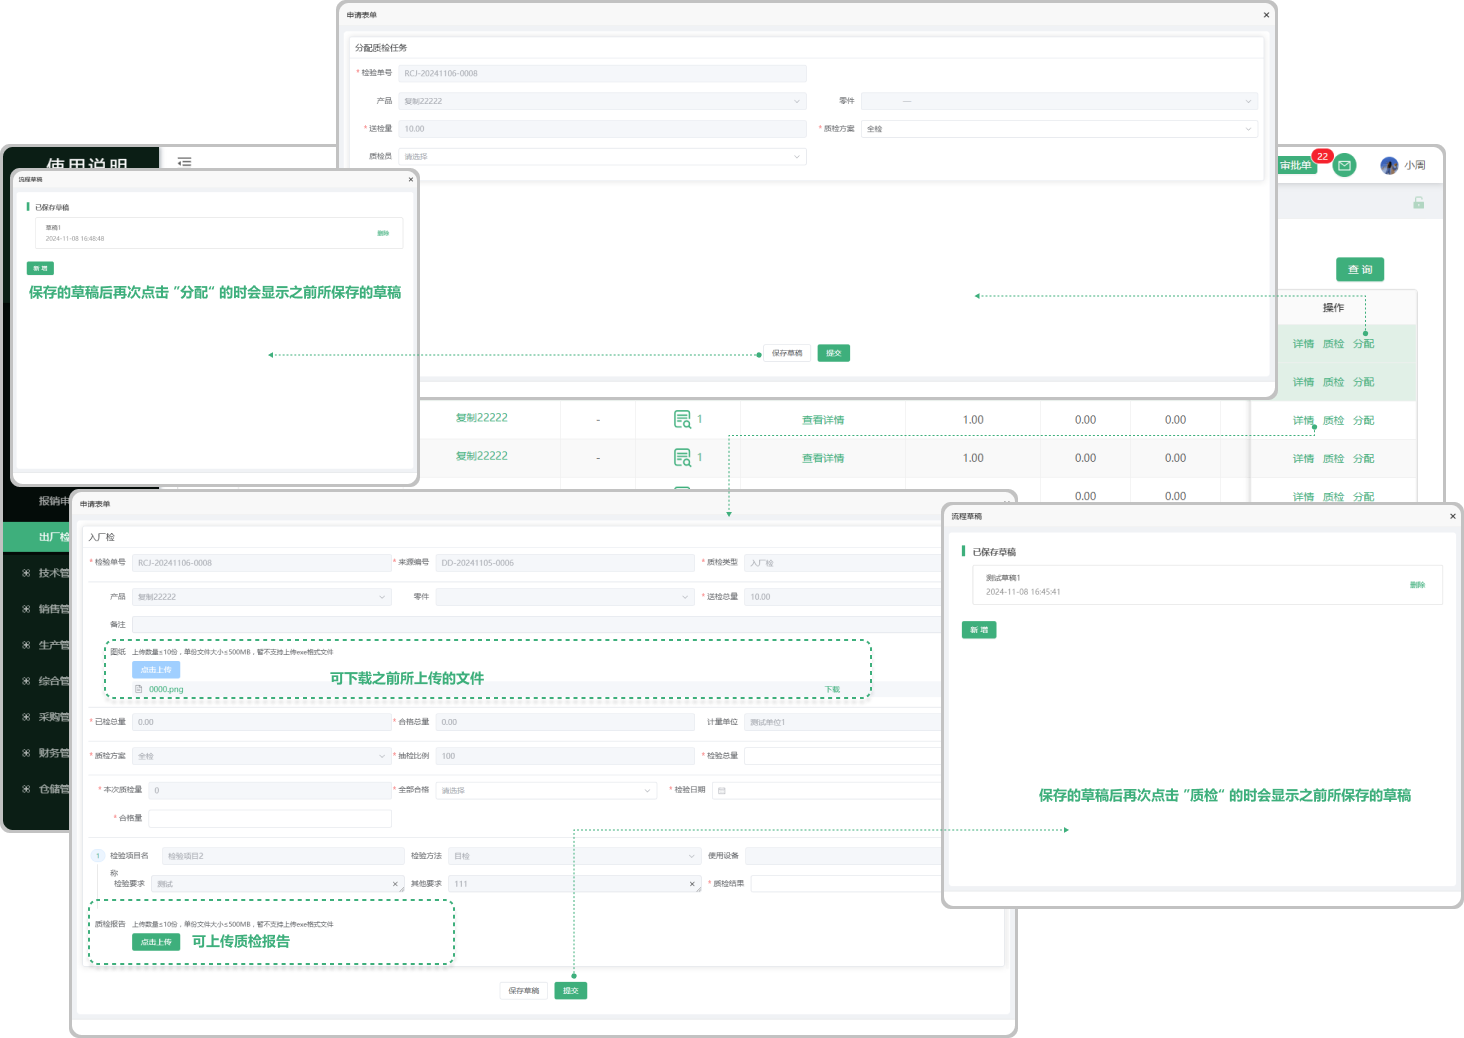 申请表单
分配质检任务
* 检验单号 RCJ-20241106-0008
产品 复制22222 零件 —
* 送检量 10.00 * 质检方案 全检
质检员 请选择
保存草稿 提交
使用说明
审批单 22 小周
查询
操作
详情 质检 分配
详情 质检 分配
复制22222 - 1 查看详情 1.00 0.00 0.00 详情 质检 分配
复制22222 - 1 查看详情 1.00 0.00 0.00 详情 质检 分配
0.00 0.00 详情 质检 分配
流程草稿
已保存草稿
草稿1
2024-11-08 16:48:48
删除
新增
保存的草稿后再次点击 “分配“ 的时会显示之前所保存的草稿
报销申
出厂检
技术管
销售管
生产管
综合管
采购管
财务管
仓储管
申请表单
入厂检
* 检验单号 RCJ-20241106-0008 * 来源编号 DD-20241105-0006 * 质检类型 入厂检
产品 复制22222 零件 * 送检总量 10.00
备注
图纸 上传数量≤10份，单份文件大小≤500MB，暂不支持上传exe格式文件
点击上传
可下载之前所上传的文件
0000.png 下载
* 已检总量 0.00 * 合格总量 0.00 计量单位 测试单位1
* 质检方案 全检 * 抽检比例 100 * 检验总量
* 本次质检量 0 * 全部合格 请选择 * 检验日期
* 合格量
1 检验项目名称 检验项目2 检验方法 目检 使用设备
检验要求 测试 其他要求 111 * 质检结果
质检报告 上传数量≤10份，单份文件大小≤500MB，暂不支持上传exe格式文件
点击上传 可上传质检报告
保存草稿 提交
流程草稿
已保存草稿
测试草稿1
2024-11-08 16:45:41
删除
新增
保存的草稿后再次点击 “质检“ 的时会显示之前所保存的草稿